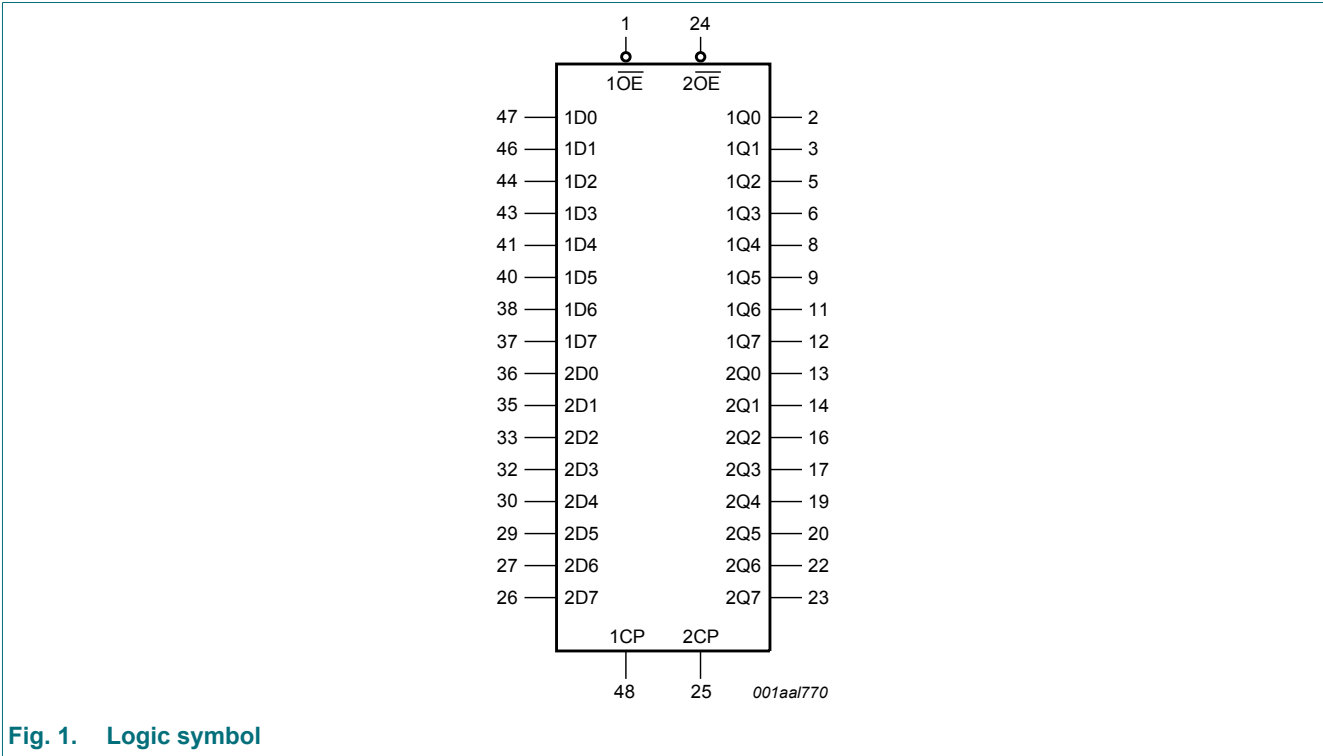 1 24
1O̅E̅ 2O̅E̅
47 1D0 1Q0 2
46 1D1 1Q1 3
44 1D2 1Q2 5
43 1D3 1Q3 6
41 1D4 1Q4 8
40 1D5 1Q5 9
38 1D6 1Q6 11
37 1D7 1Q7 12
36 2D0 2Q0 13
35 2D1 2Q1 14
33 2D2 2Q2 16
32 2D3 2Q3 17
30 2D4 2Q4 19
29 2D5 2Q5 20
27 2D6 2Q6 22
26 2D7 2Q7 23
1CP 2CP
48 25 001aal770
Fig. 1. Logic symbol